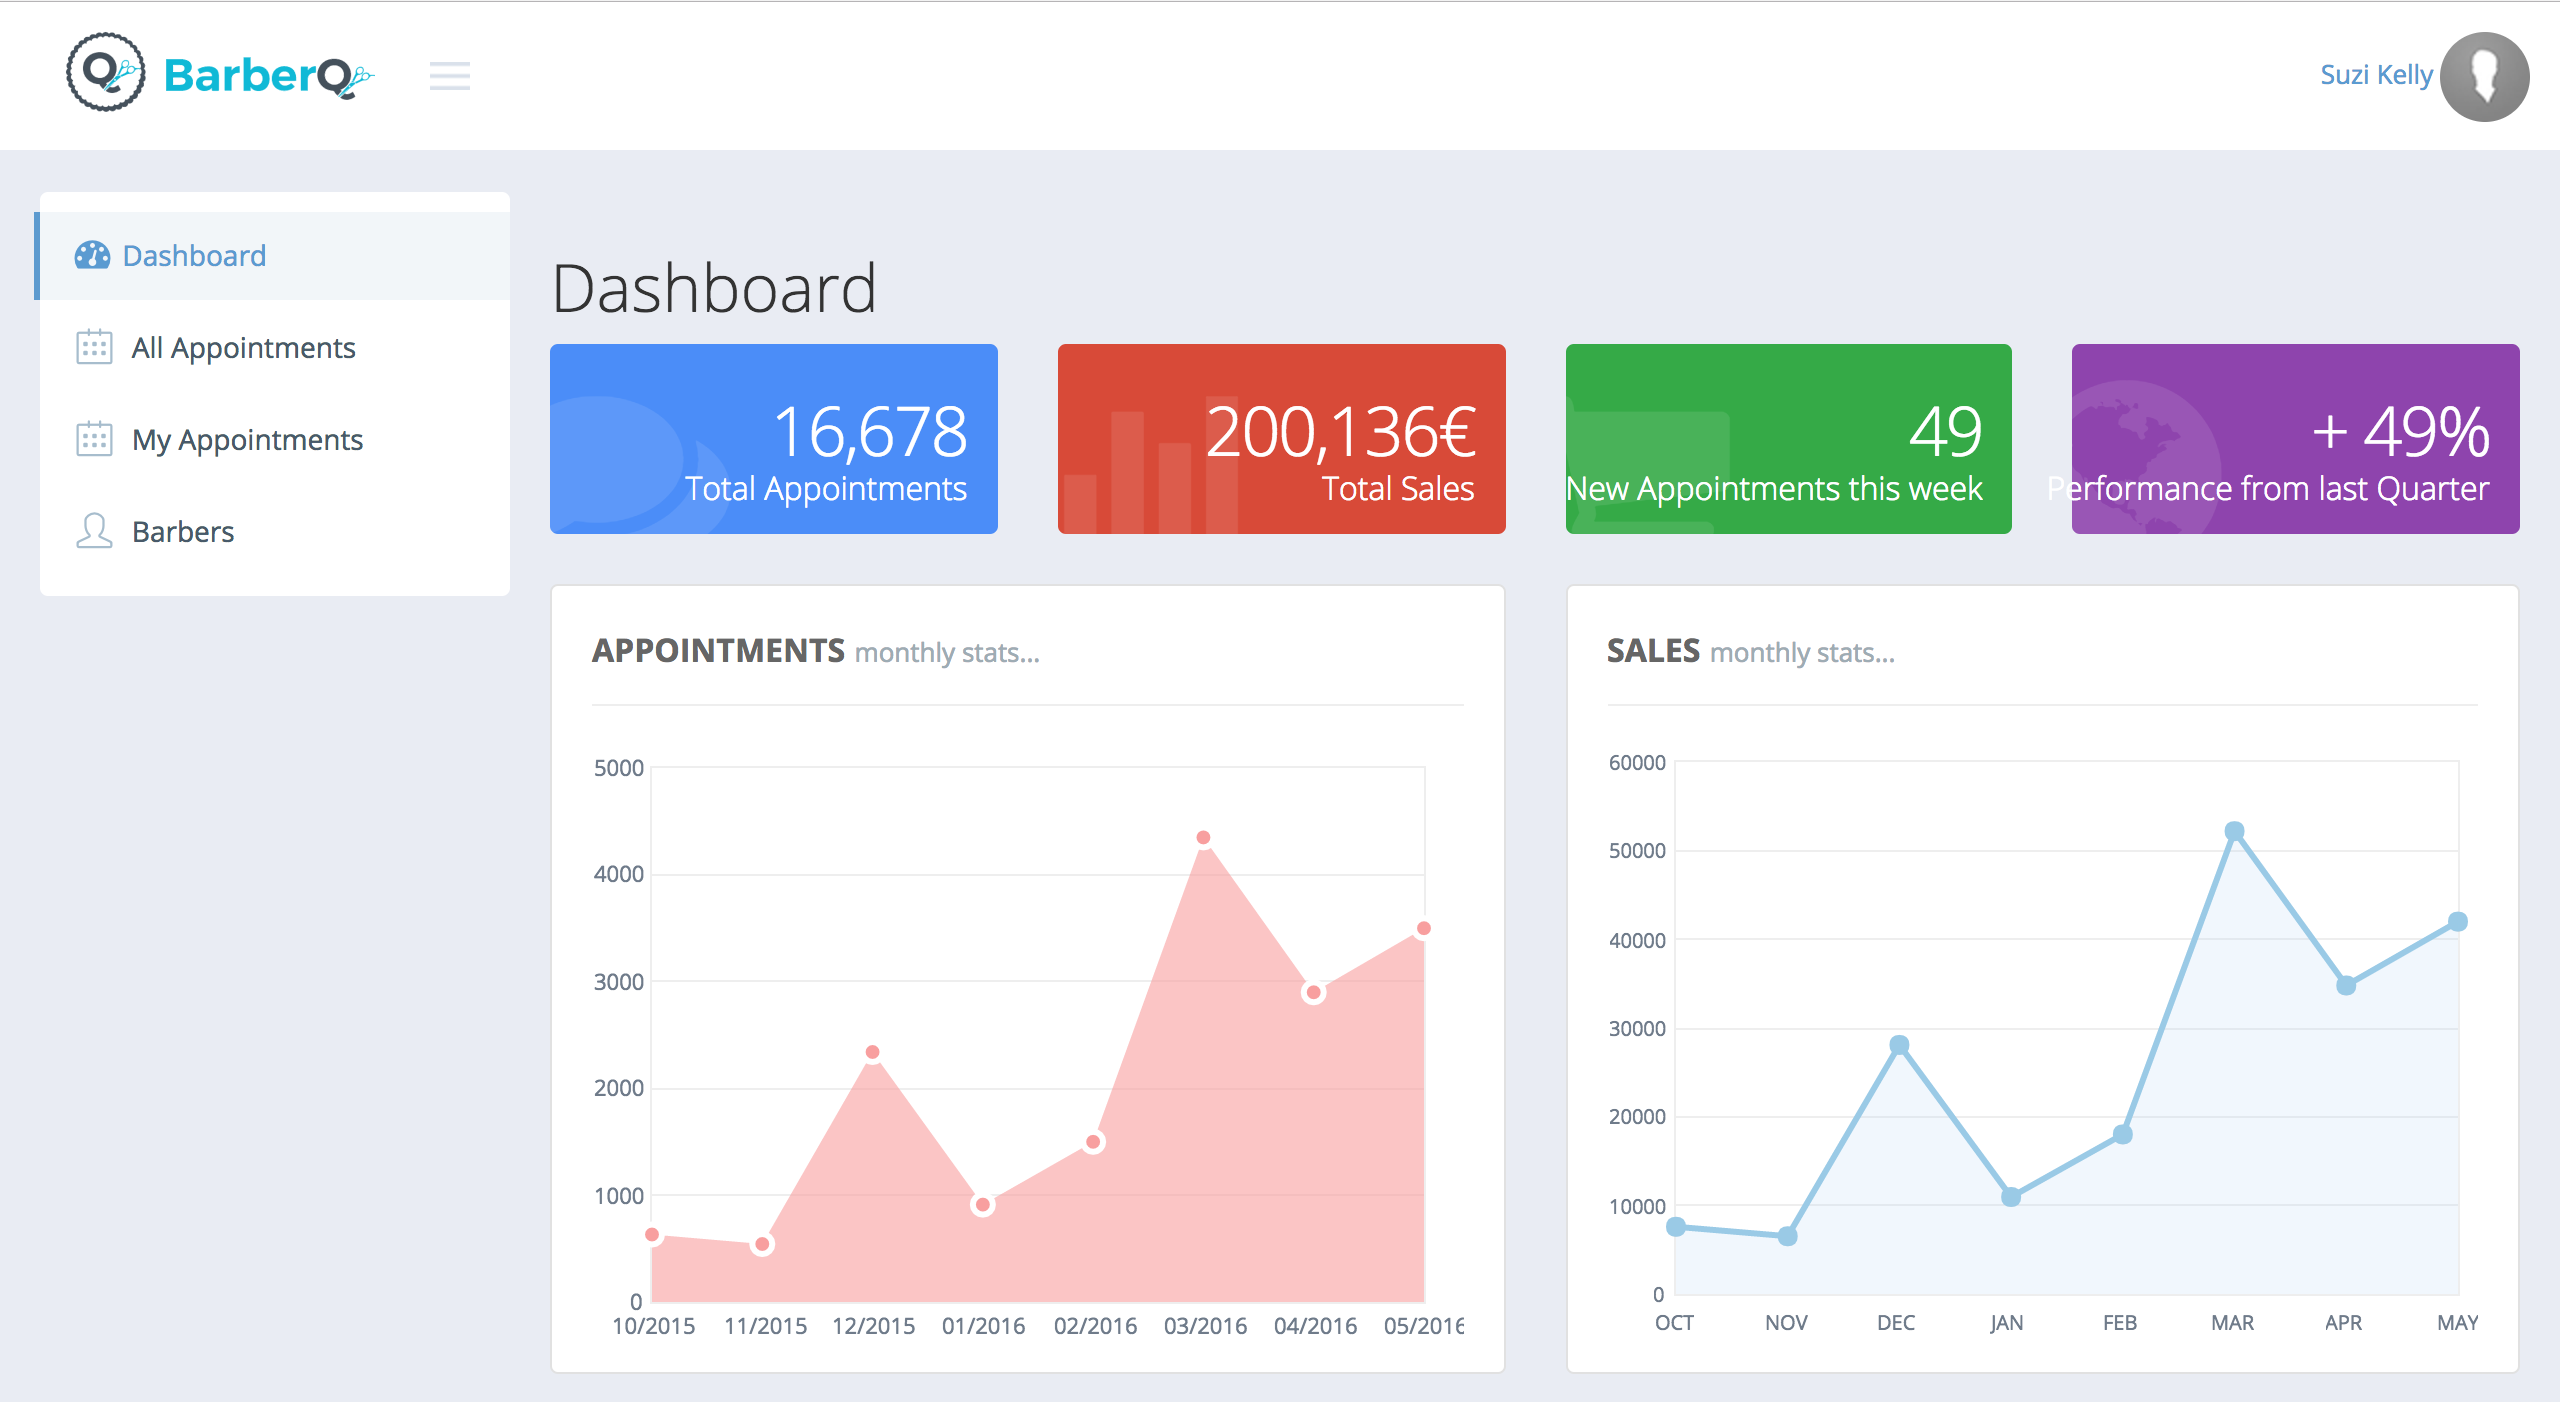 BarberQ
Suzi Kelly
Dashboard
All Appointments
My Appointments
Barbers
Dashboard
16,678
Total Appointments
200,136€
Total Sales
49
New Appointments this week
+ 49%
Performance from last Quarter
APPOINTMENTS monthly stats...
5000
4000
3000
2000
1000
0
10/2015 11/2015 12/2015 01/2016 02/2016 03/2016 04/2016 05/2016
SALES monthly stats...
60000
50000
40000
30000
20000
10000
0
OCT NOV DEC JAN FEB MAR APR MAY